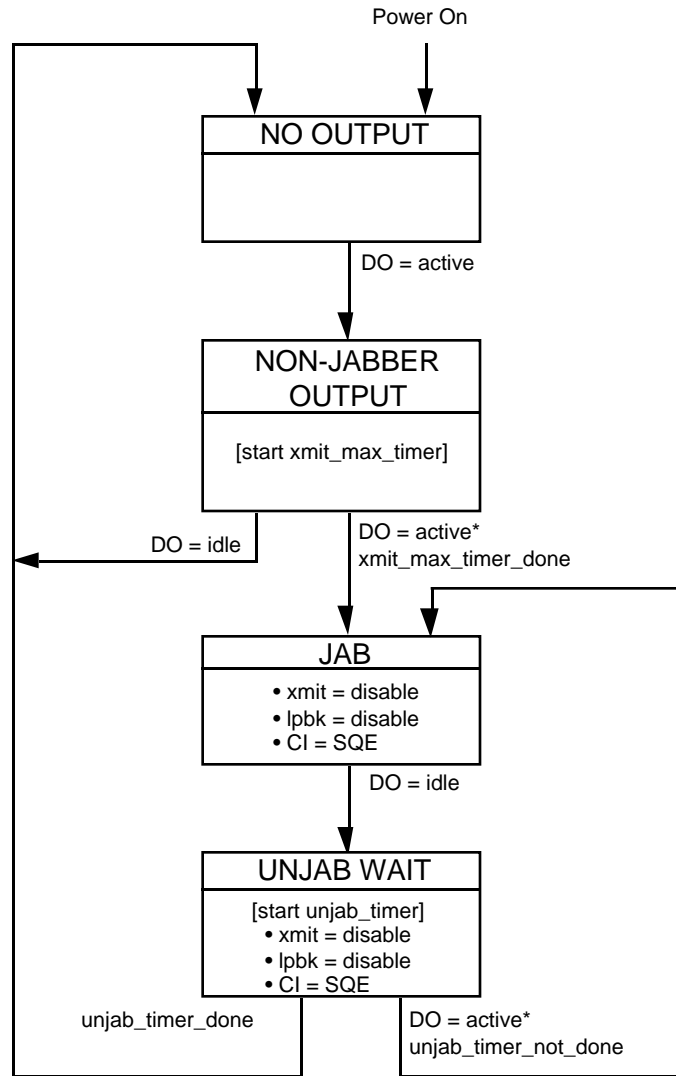 Power On
NO OUTPUT
DO = active
NON-JABBER
OUTPUT
[start xmit_max_timer]
DO = idle
DO = active*
xmit_max_timer_done
JAB
• xmit = disable
• lpbk = disable
• CI = SQE
DO = idle
UNJAB WAIT
[start unjab_timer]
• xmit = disable
• lpbk = disable
• CI = SQE
unjab_timer_done
DO = active*
unjab_timer_not_done